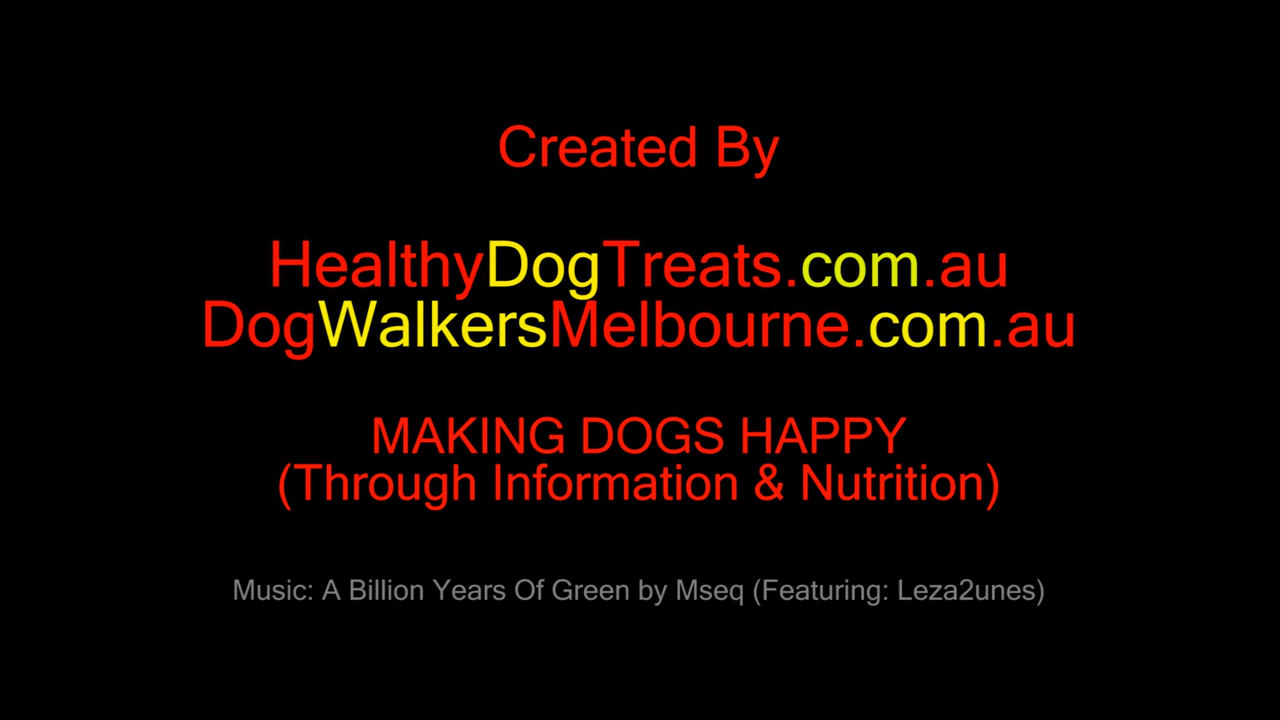 Created By
HealthyDogTreats.com.au
DogWalkersMelbourne.com.au
MAKING DOGS HAPPY
(Through Information & Nutrition)
Music: A Billion Years Of Green by Mseq (Featuring: Leza2unes)